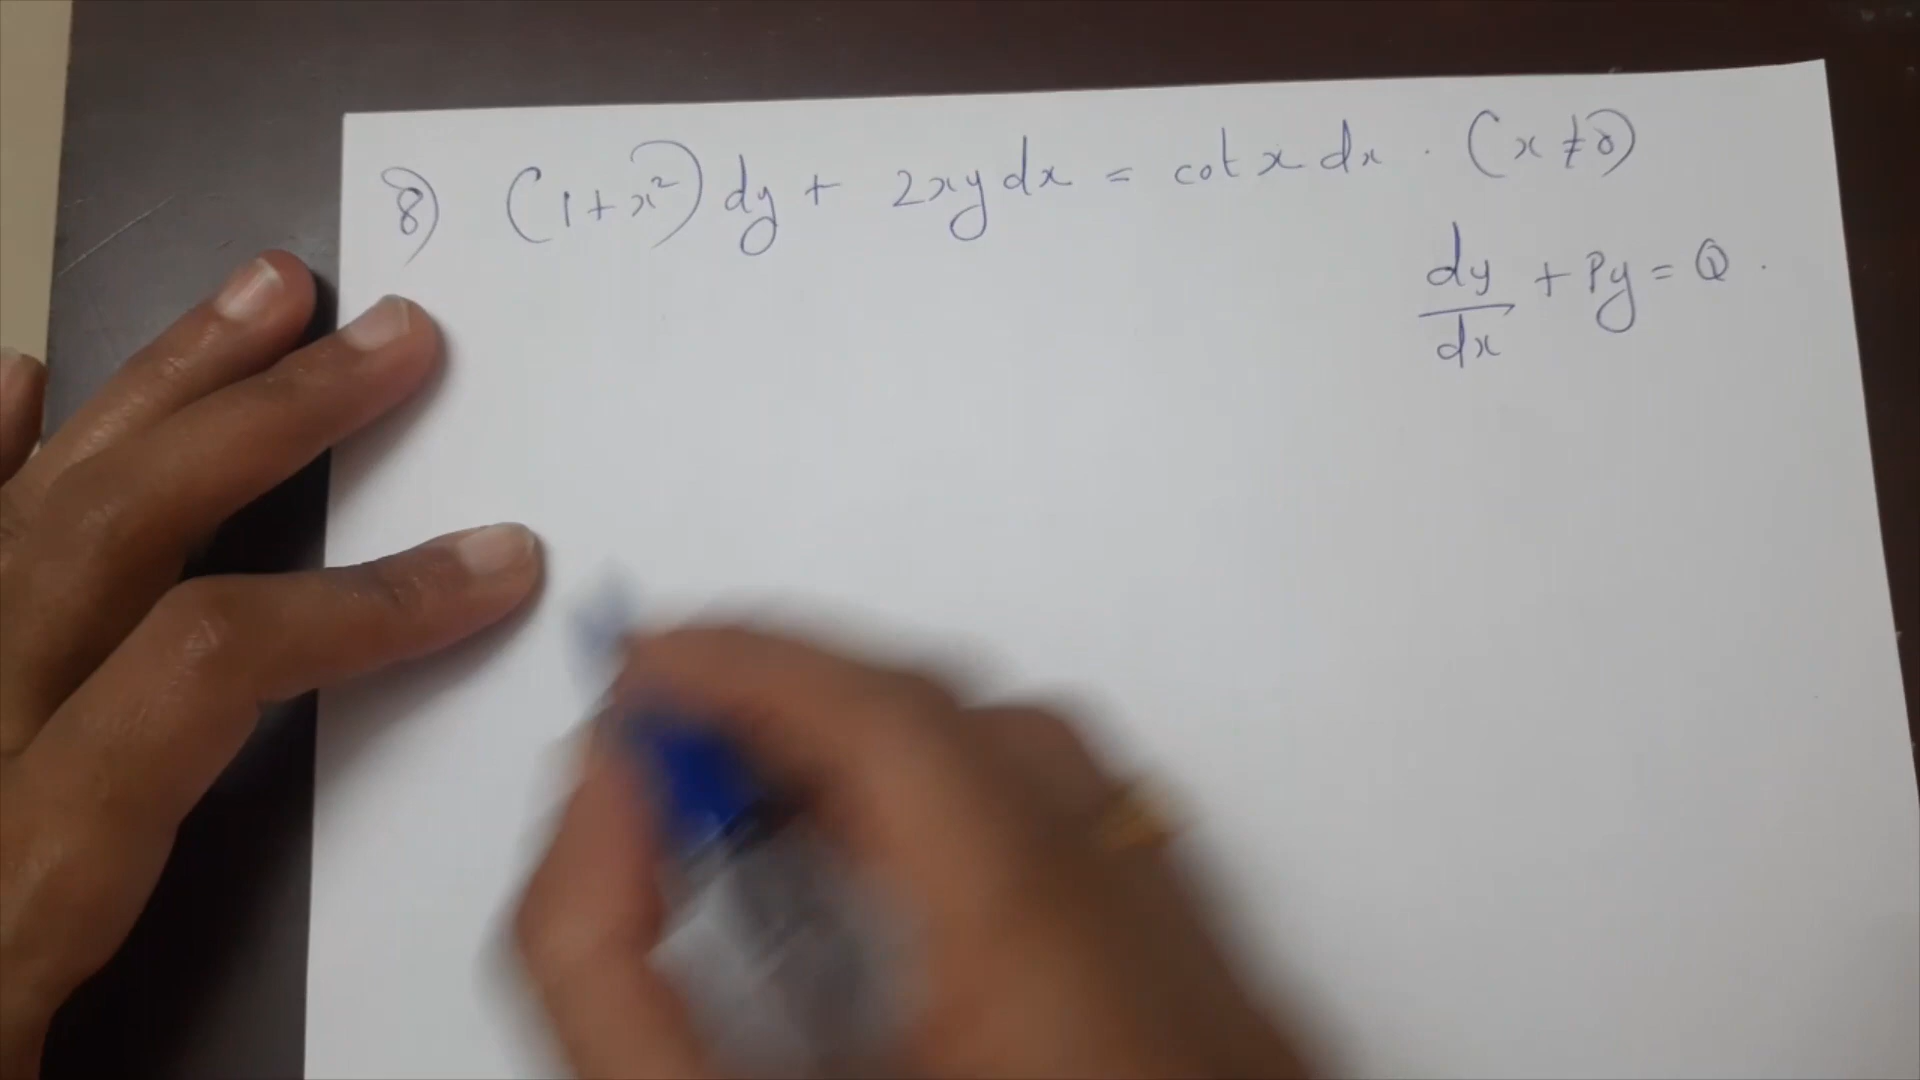 8) (1+x²) dy + 2xy dx = cot x dx . (x ≠ 0)
dy/dx + Py = Q .